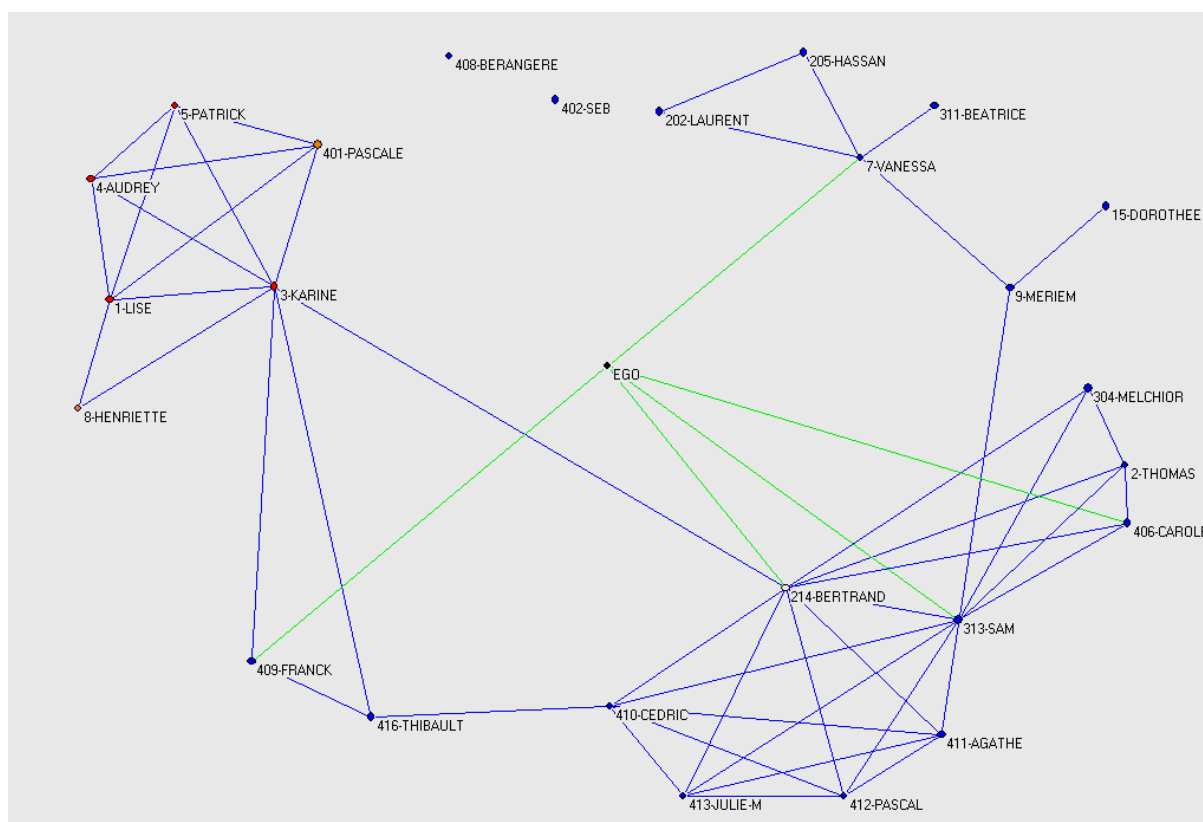 408-BERANGERE
205-HASSAN
402-SEB
5-PATRICK
202-LAURENT
311-BEATRICE
401-PASCALE
7-VANESSA
4-AUDREY
15-DOROTHEE
3-KARINE
9-MERIEM
1-LISE
EGO
304-MELCHIOR
8-HENRIETTE
2-THOMAS
406-CAROLE
214-BERTRAND
313-SAM
409-FRANCK
410-CEDRIC
416-THIBAULT
411-AGATHE
413-JULIE-M
412-PASCAL